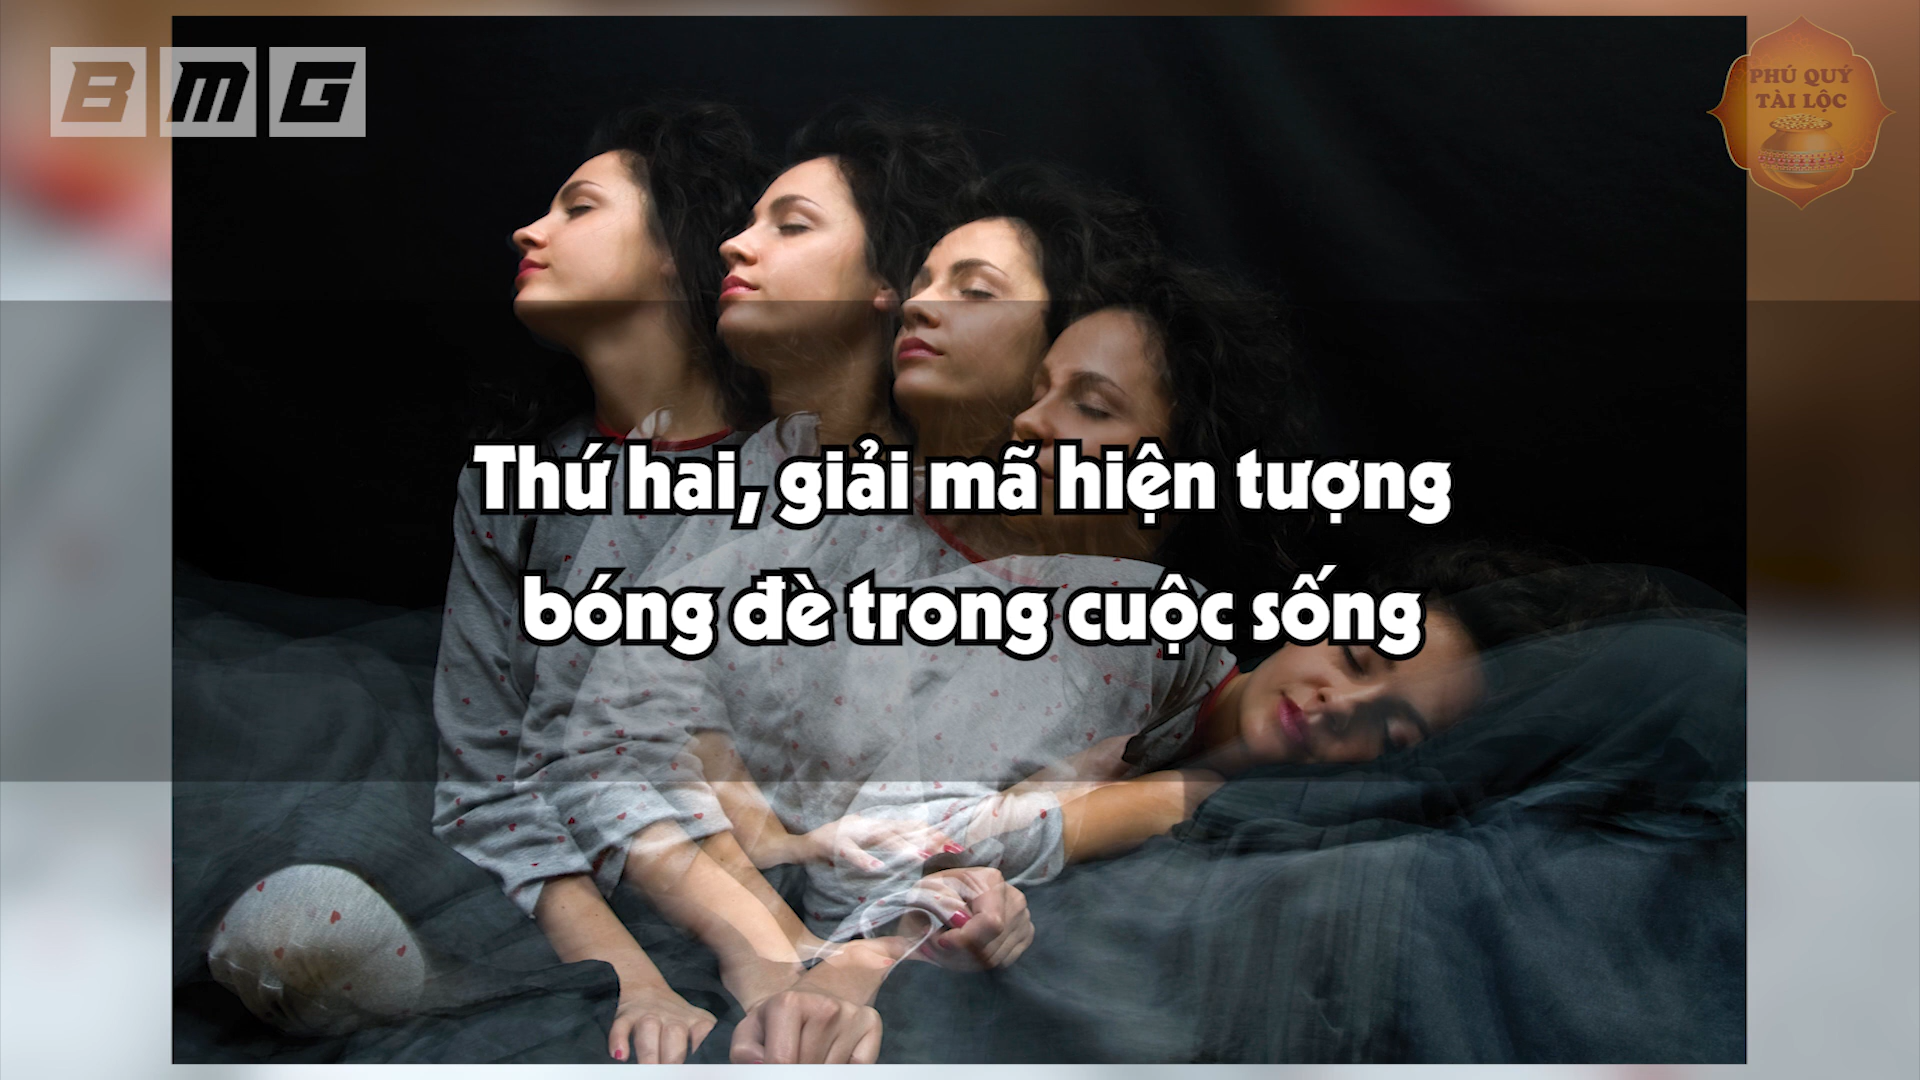 BMG
PHÚ QUÝ
TÀI LỘC
Thứ hai, giải mã hiện tượng
bóng đè trong cuộc sống